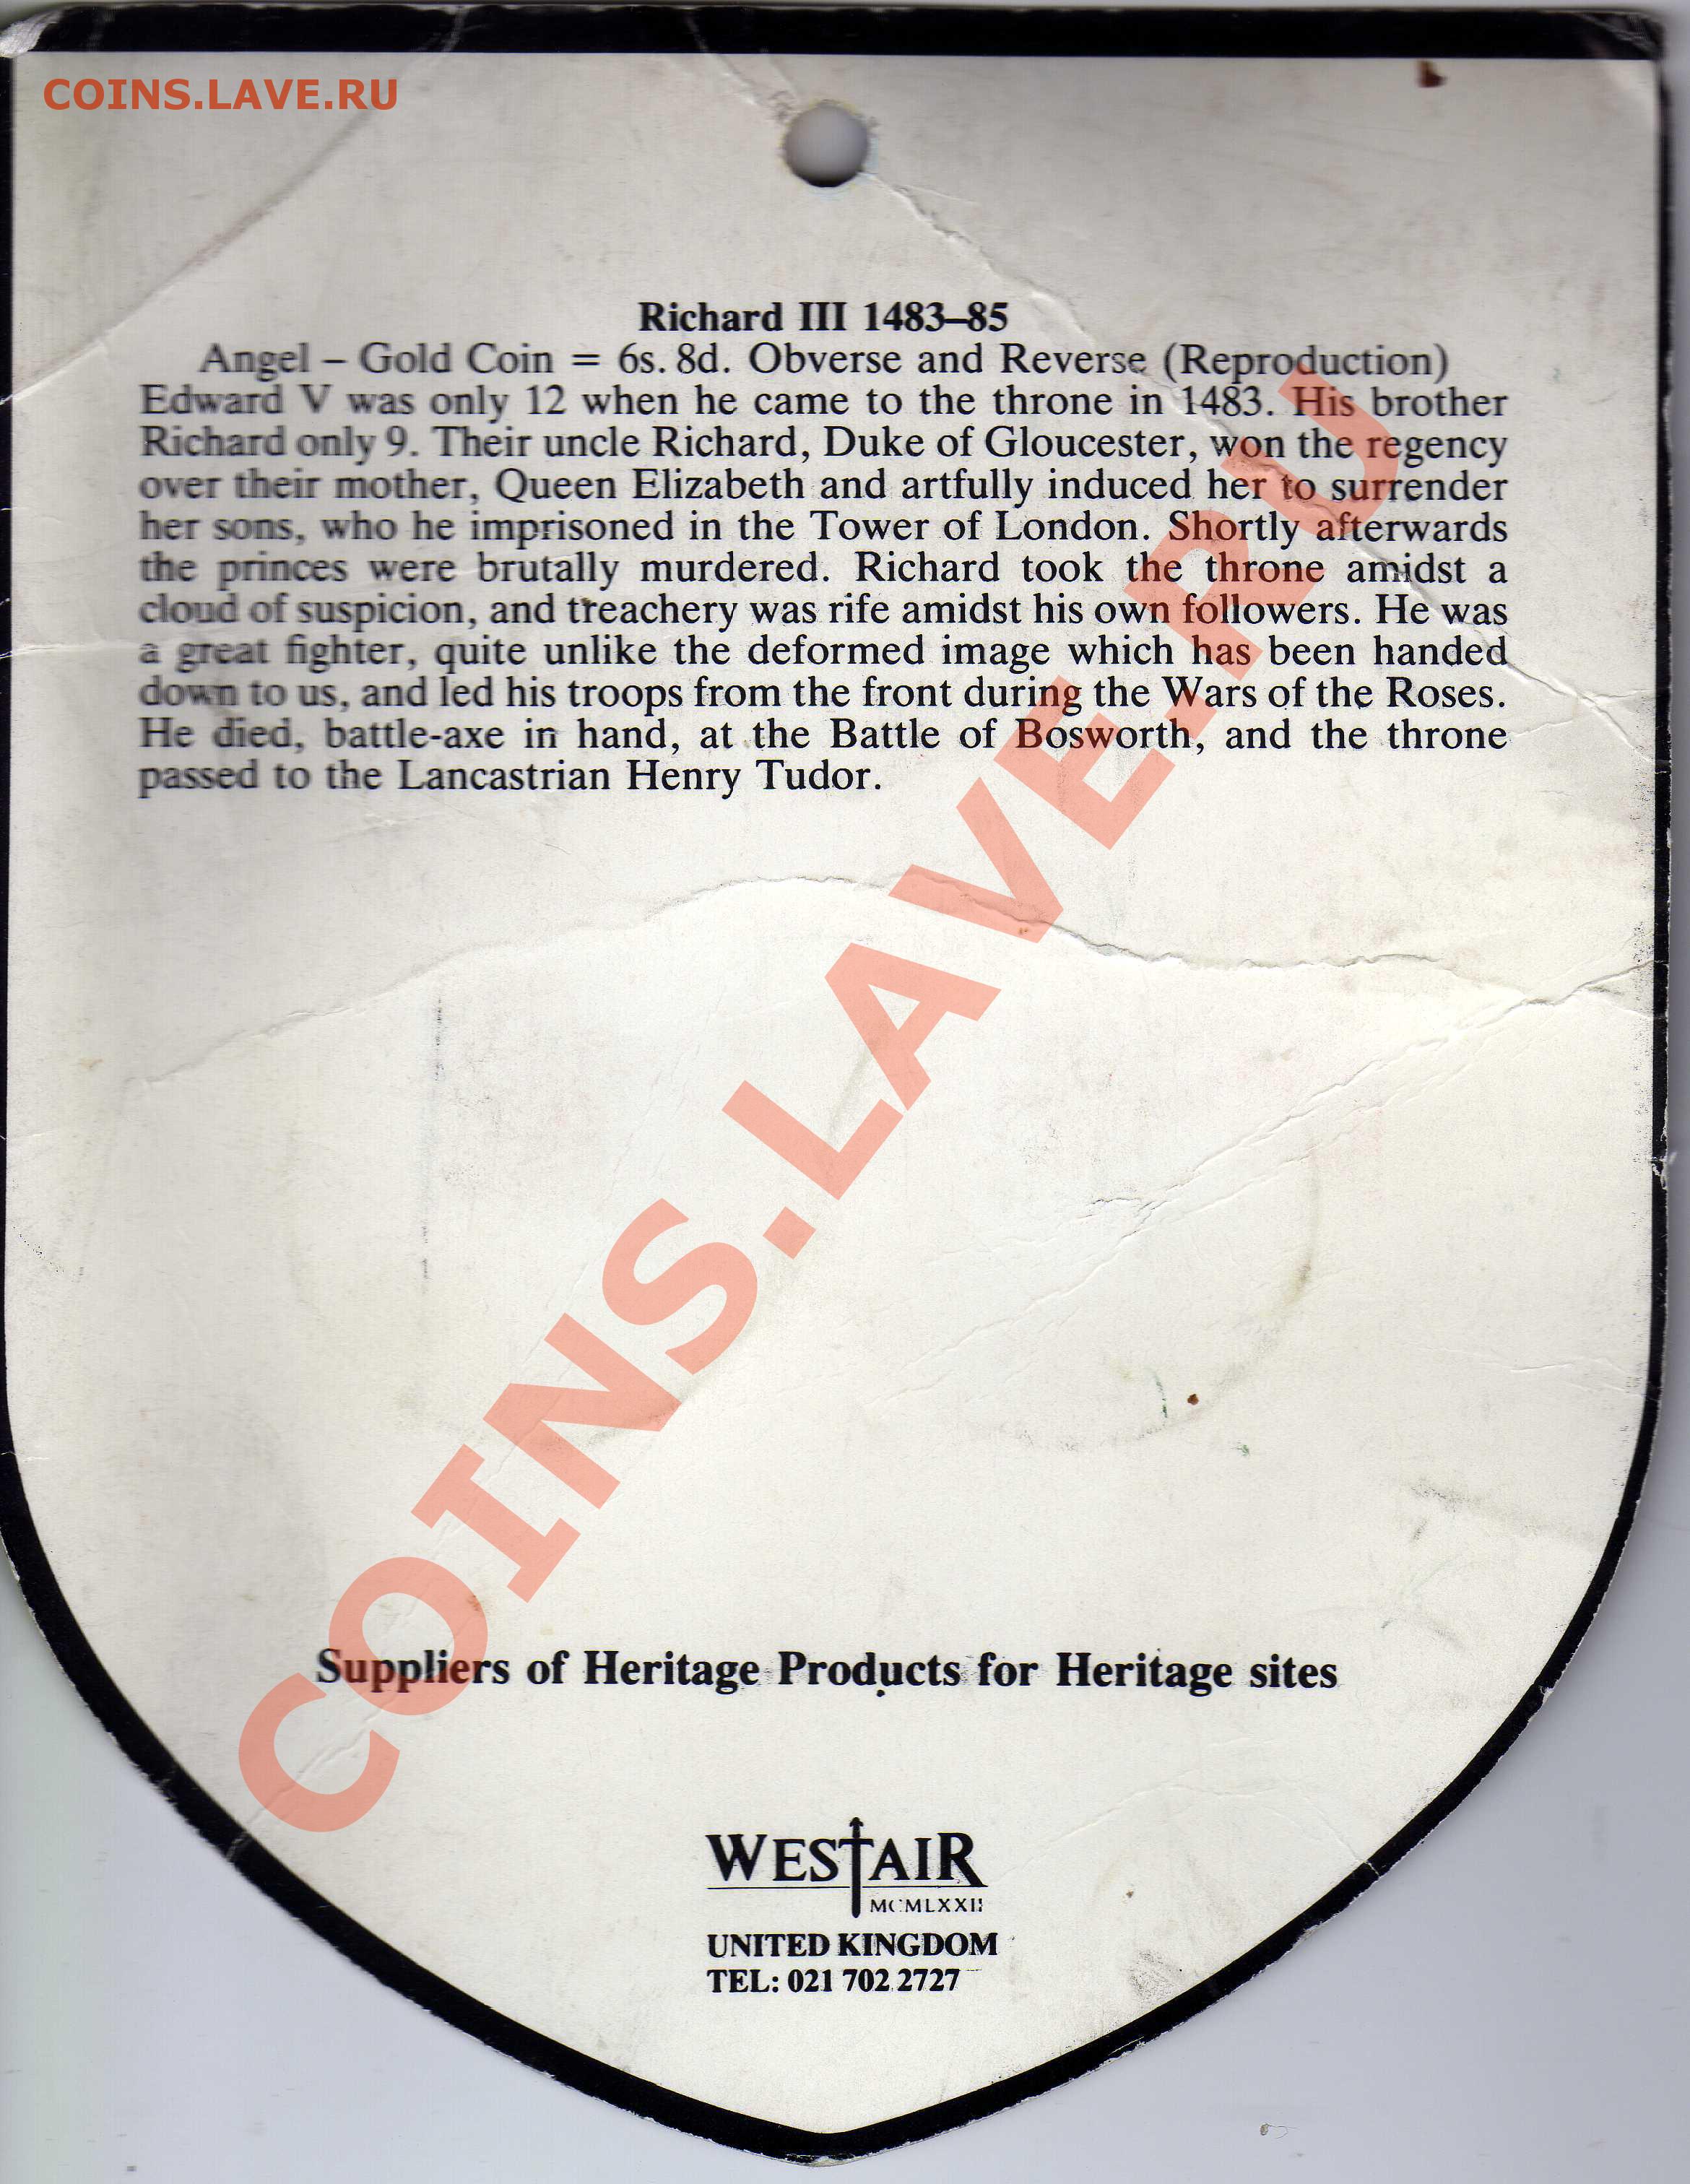 COINS.LAVE.RU
Richard III 1483–85
Angel – Gold Coin = 6s. 8d. Obverse and Reverse (Reproduction)
Edward V was only 12 when he came to the throne in 1483. His brother
Richard only 9. Their uncle Richard, Duke of Gloucester, won the regency
over their mother, Queen Elizabeth and artfully induced her to surrender
her sons, who he imprisoned in the Tower of London. Shortly afterwards
the princes were brutally murdered. Richard took the throne amidst a
cloud of suspicion, and treachery was rife amidst his own followers. He was
a great fighter, quite unlike the deformed image which has been handed
down to us, and led his troops from the front during the Wars of the Roses.
He died, battle-axe in hand, at the Battle of Bosworth, and the throne
passed to the Lancastrian Henry Tudor.
COINS.LAVE.RU
Suppliers of Heritage Products for Heritage sites
WESTAIR
MCMLXXII
UNITED KINGDOM
TEL: 021 702 2727